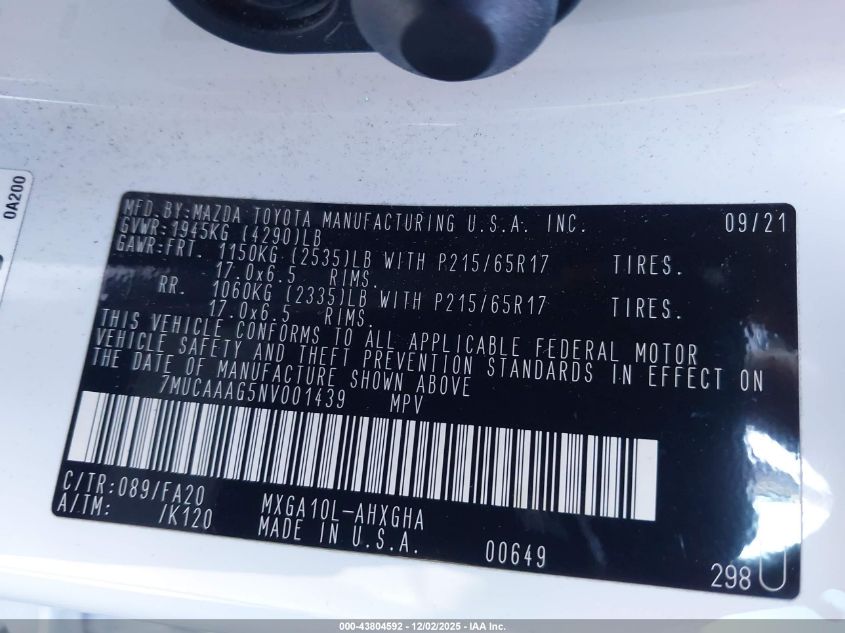 0A200
MFD.BY:MAZDA TOYOTA MANUFACTURING U.S.A. INC. 09/21
GVWR:1945KG (4290)LB
GAWR:FRT. 1150KG (2535)LB WITH P215/65R17 TIRES.
17.0x6.5 RIMS.
RR. 1060KG (2335)LB WITH P215/65R17 TIRES.
17.0x6.5 RIMS.
THIS VEHICLE CONFORMS TO ALL APPLICABLE FEDERAL MOTOR
VEHICLE SAFETY AND THEFT PREVENTION STANDARDS IN EFFECT ON
THE DATE OF MANUFACTURE SHOWN ABOVE
7MUCAAAG5NV001439 MPV
C/TR:089/FA20 MXGA10L-AHXGHA
A/TM: /K120 MADE IN U.S.A. 00649
298
000-43804592 - 12/02/2025 - IAA Inc.